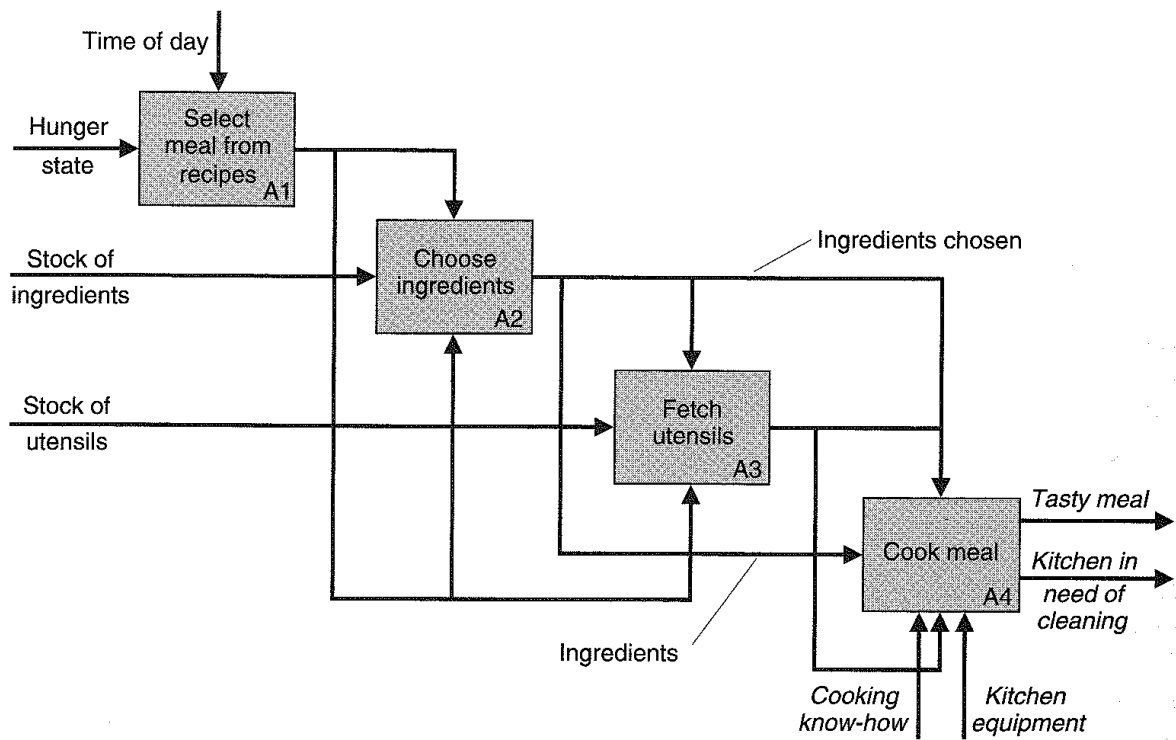 Time of day
Select
meal from
recipes
A1
Hunger
state
Stock of
ingredients
Choose
ingredients
A2
Ingredients chosen
Stock of
utensils
Fetch
utensils
A3
Cook meal
A4
Tasty meal
Kitchen in
need of
cleaning
Ingredients
Cooking
know-how
Kitchen
equipment